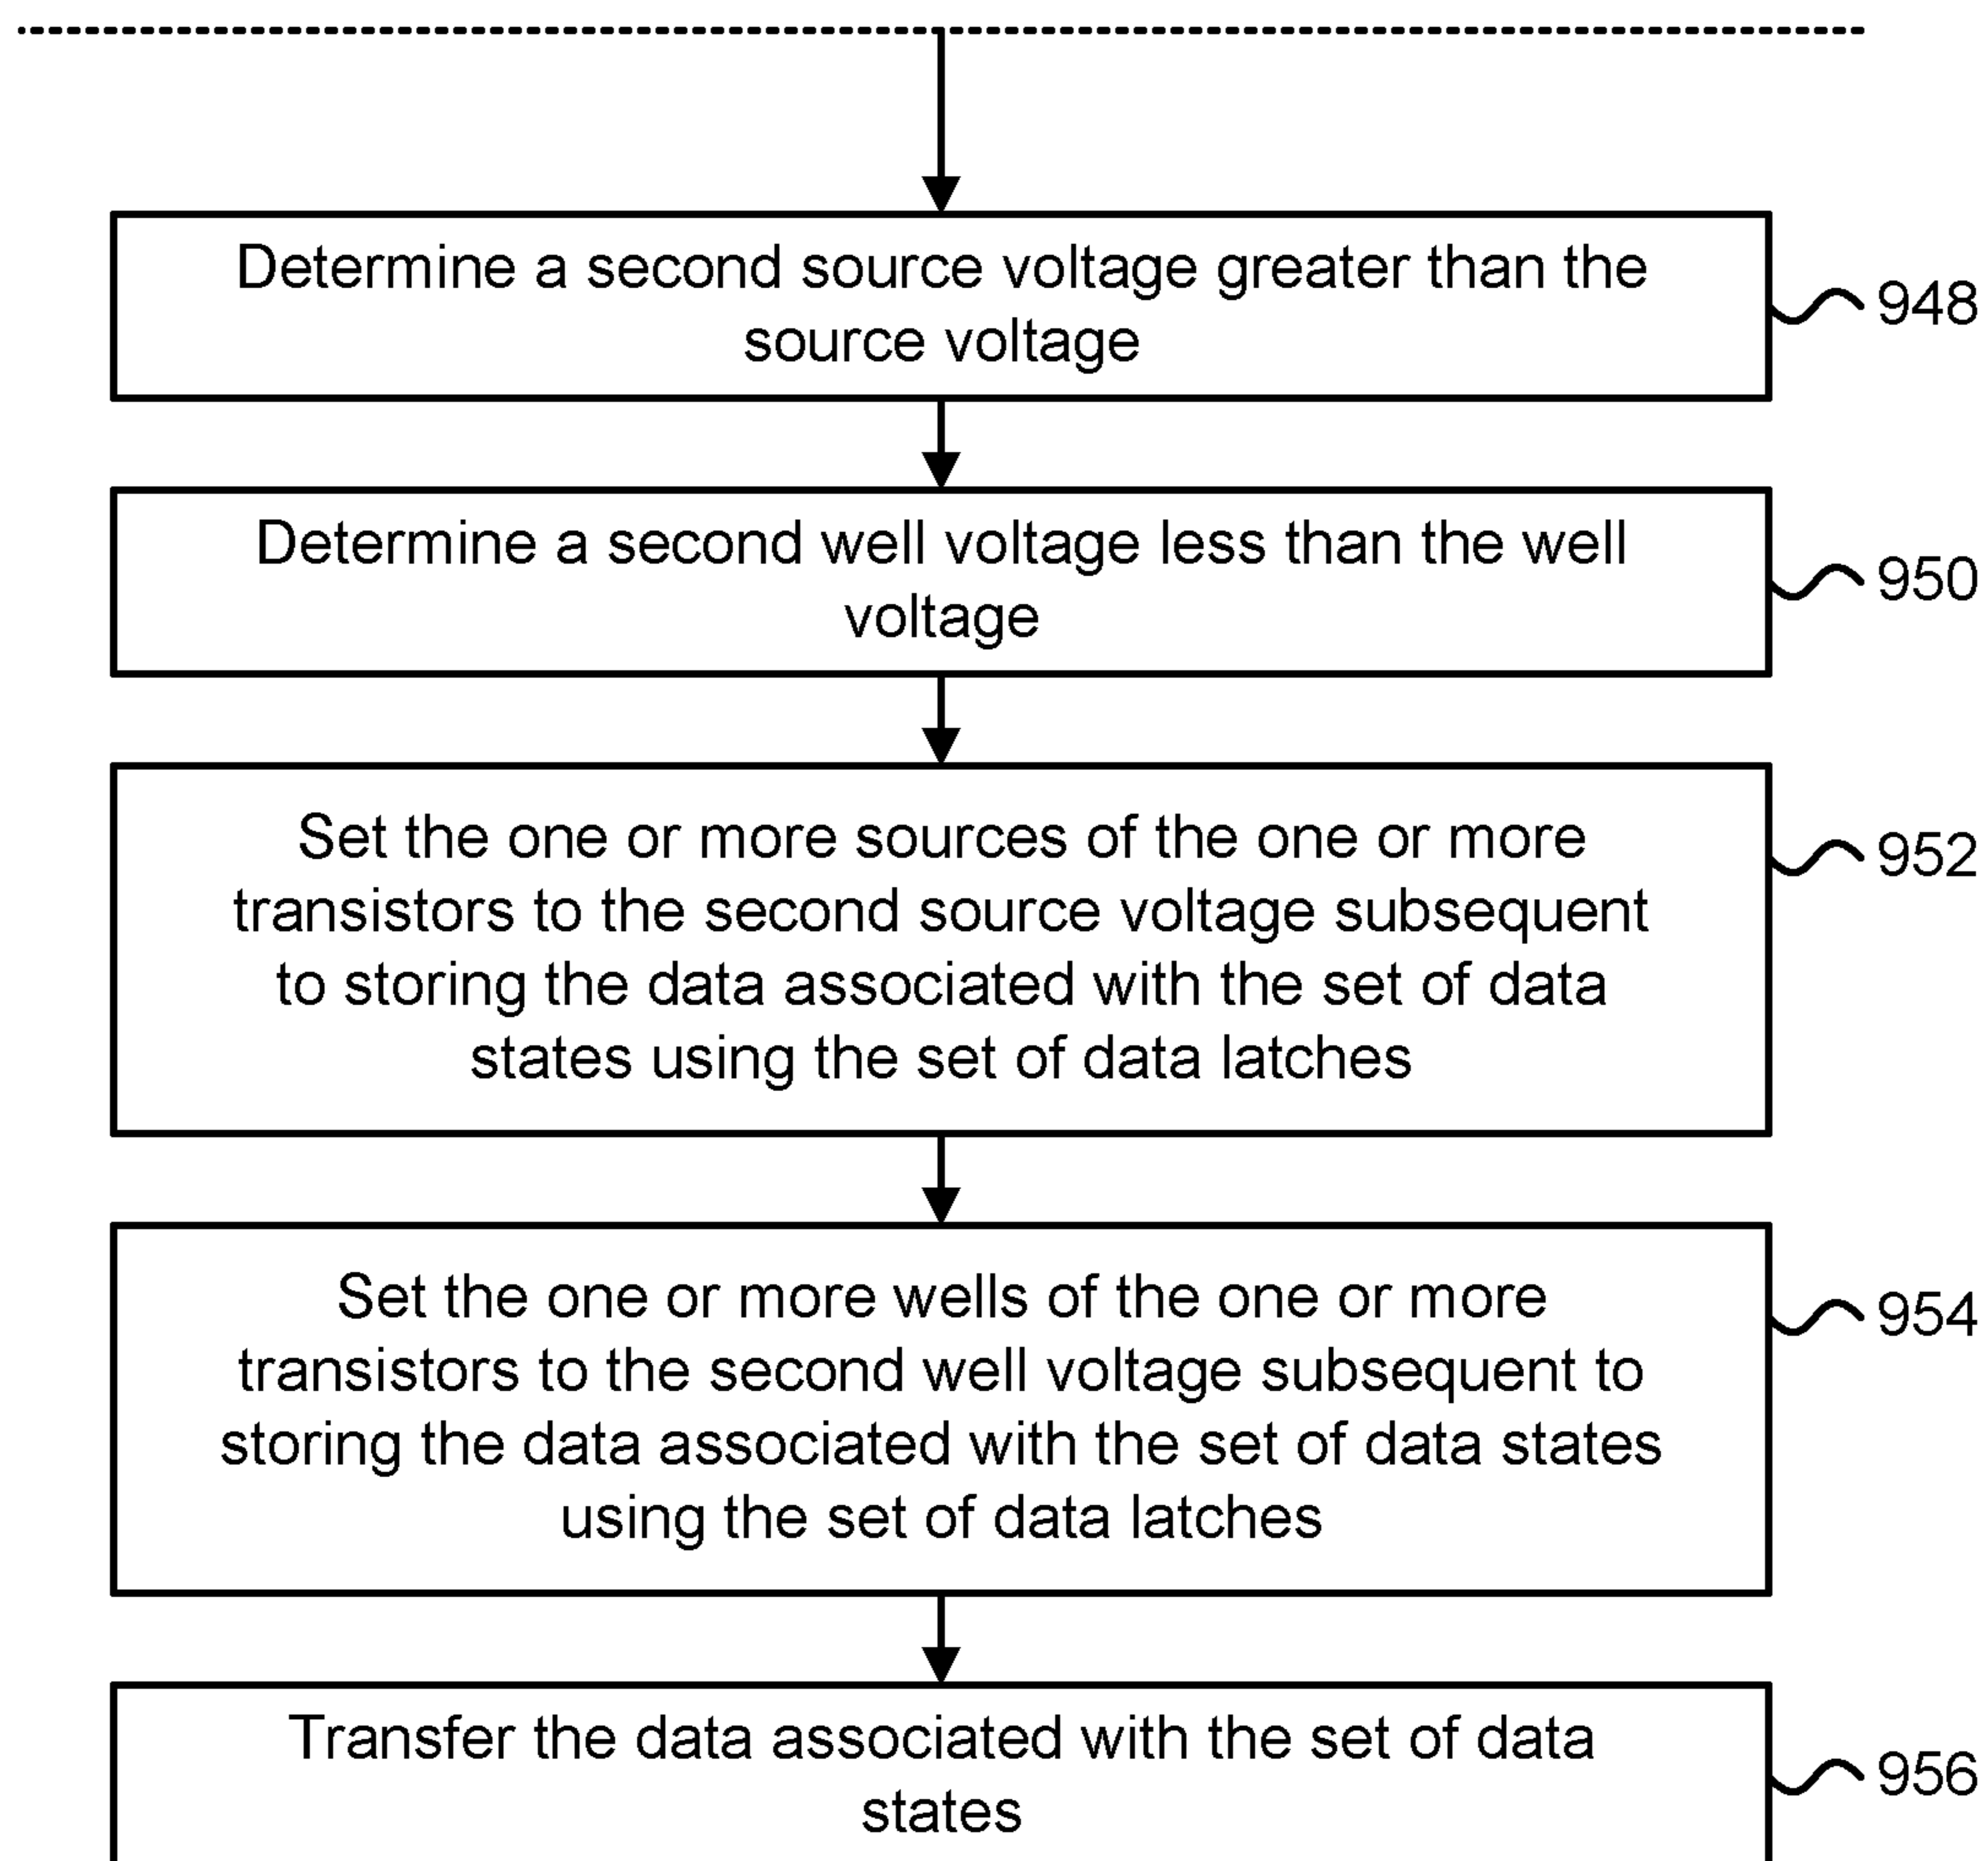 Determine a second source voltage greater than the
source voltage
948
Determine a second well voltage less than the well
voltage
950
Set the one or more sources of the one or more
transistors to the second source voltage subsequent
to storing the data associated with the set of data
states using the set of data latches
952
Set the one or more wells of the one or more
transistors to the second well voltage subsequent to
storing the data associated with the set of data states
using the set of data latches
954
Transfer the data associated with the set of data
states
956